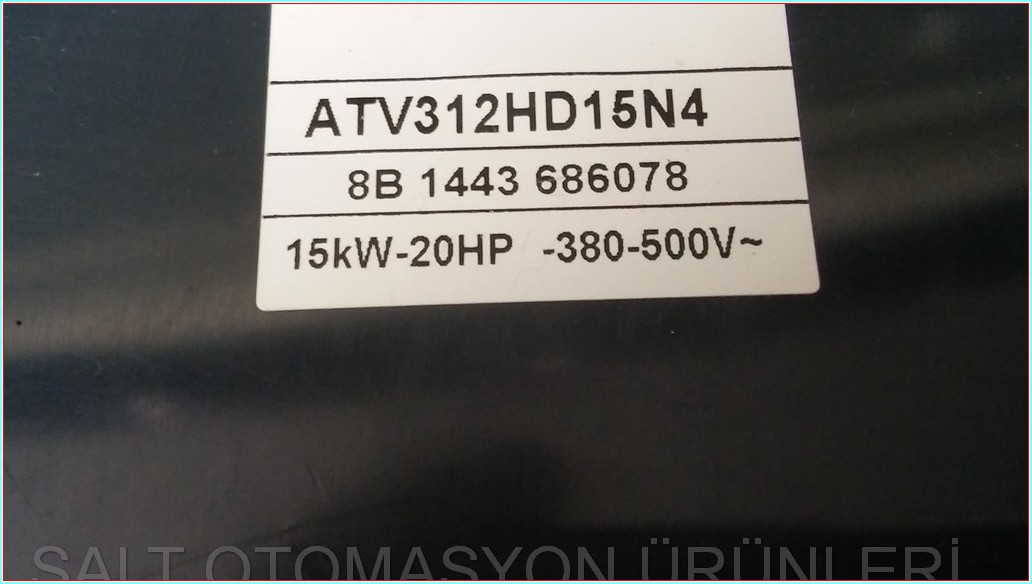 ATV312HD15N4
8B 1443 686078
15kW-20HP -380-500V~
SALT OTOMASYON ÜRÜNLERİ